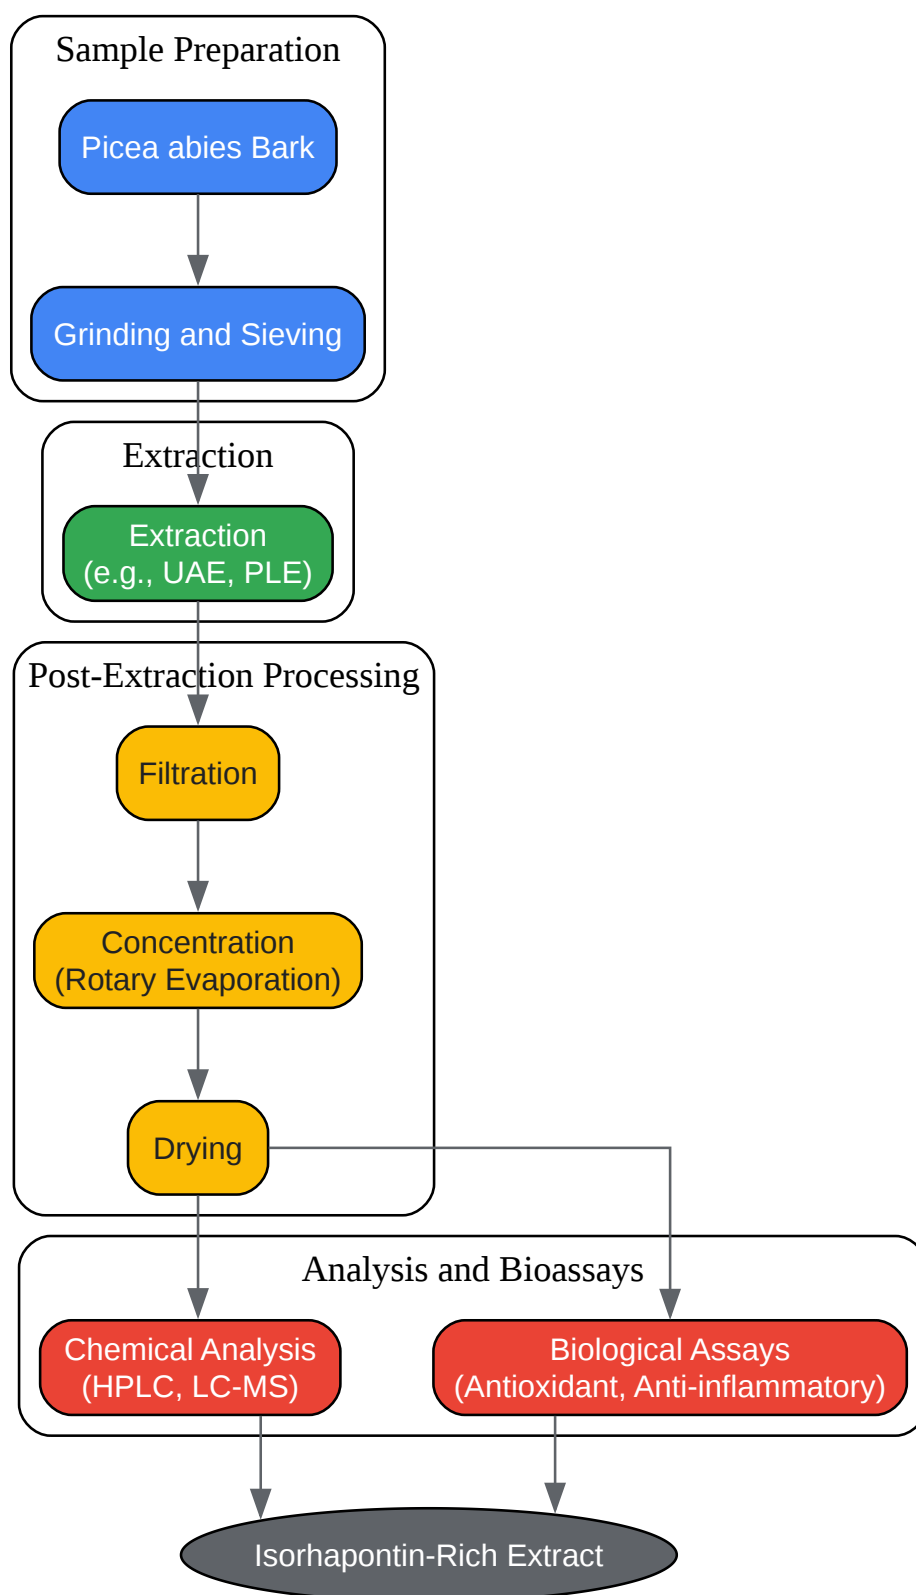 Sample Preparation
Picea abies Bark
Grinding and Sieving
Extraction
Extraction
(e.g., UAE, PLE)
Post-Extraction Processing
Filtration
Concentration
(Rotary Evaporation)
Drying
Analysis and Bioassays
Chemical Analysis
(HPLC, LC-MS)
Biological Assays
(Antioxidant, Anti-inflammatory)
Isorhapontin-Rich Extract